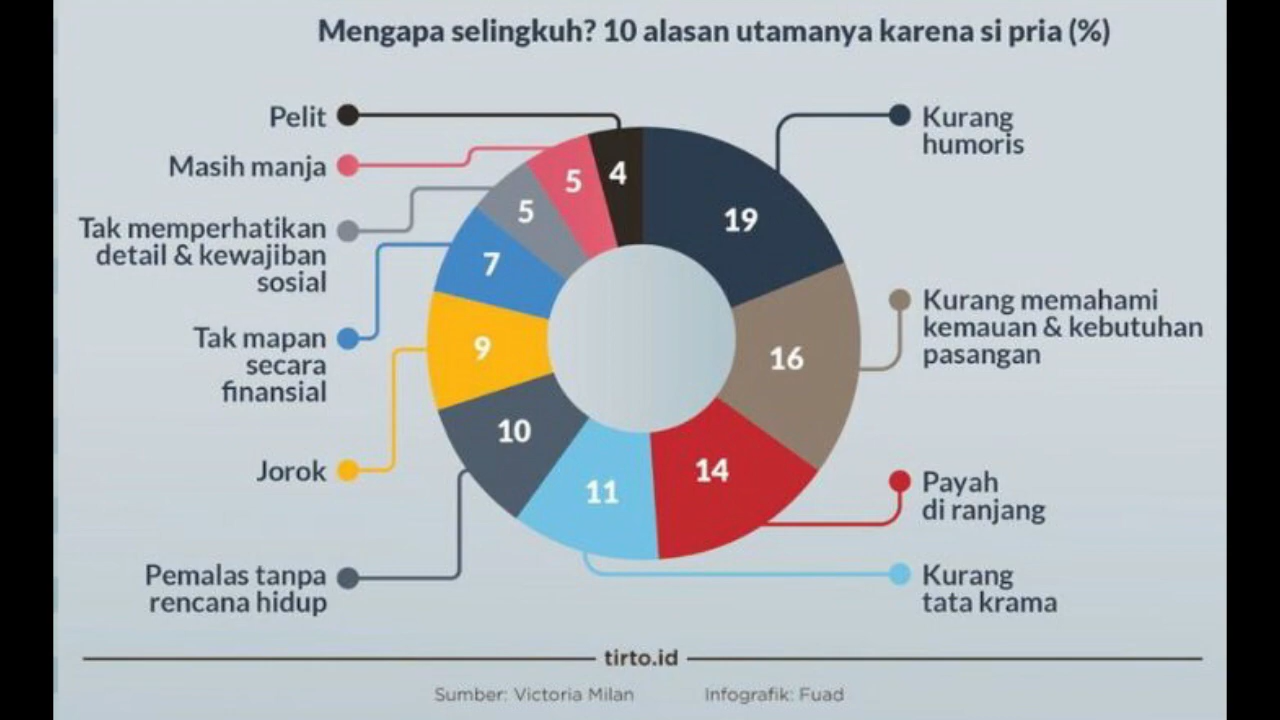 Mengapa selingkuh? 10 alasan utamanya karena si pria (%)
Pelit
Masih manja
Tak memperhatikan
detail & kewajiban
sosial
Tak mapan
secara
finansial
Jorok
Pemalas tanpa
rencana hidup
Kurang
humoris
Kurang memahami
kemauan & kebutuhan
pasangan
Payah
di ranjang
Kurang
tata krama
4
5
5
7
9
10
11
14
16
19
tirto.id
Sumber: Victoria Milan
Infografik: Fuad